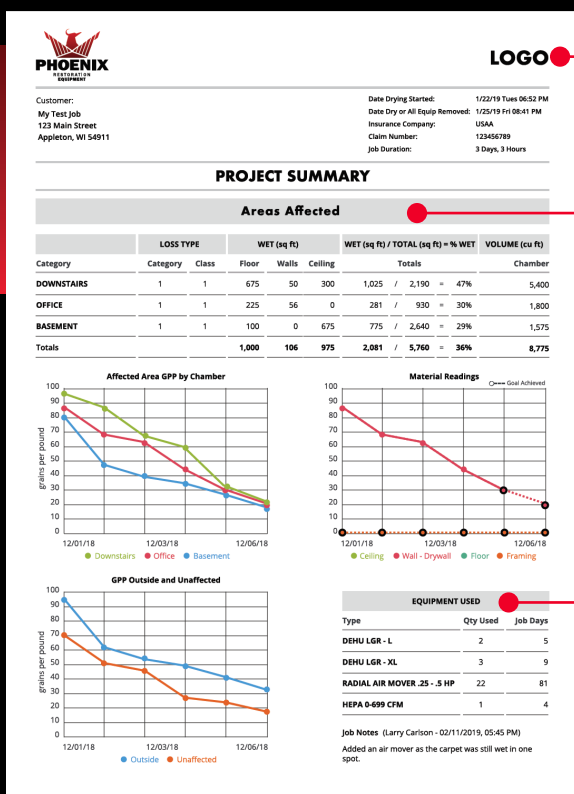 PHOENIX
RESTORATION
EQUIPMENT
LOGO
Customer:
My Test Job
123 Main Street
Appleton, WI 54911
Date Drying Started: 1/22/19 Tues 06:52 PM
Date Dry or All Equip Removed: 1/25/19 Fri 08:41 PM
Insurance Company: USAA
Claim Number: 123456789
Job Duration: 3 Days, 3 Hours
PROJECT SUMMARY
Areas Affected
LOSS TYPE WET (sq ft) WET (sq ft) / TOTAL (sq ft) = % WET VOLUME (cu ft)
Category Category Class Floor Walls Ceiling Totals Chamber
DOWNSTAIRS 1 1 675 50 300 1,025 / 2,190 = 47% 5,400
OFFICE 1 1 225 56 0 281 / 930 = 30% 1,800
BASEMENT 1 1 100 0 675 775 / 2,640 = 29% 1,575
Totals 1,000 106 975 2,081 / 5,760 = 36% 8,775
Affected Area GPP by Chamber
grains per pound
100
90
80
70
60
50
40
30
20
10
0
12/01/18 12/03/18 12/06/18
Downstairs Office Basement
Material Readings
Goal Achieved
100
90
80
70
60
50
40
30
20
10
0
12/01/18 12/03/18 12/06/18
Ceiling Wall - Drywall Floor Framing
GPP Outside and Unaffected
grains per pound
100
90
80
70
60
50
40
30
20
10
0
12/01/18 12/03/18 12/06/18
Outside Unaffected
EQUIPMENT USED
Type Qty Used Job Days
DEHU LGR - L 2 5
DEHU LGR - XL 3 9
RADIAL AIR MOVER .25 - .5 HP 22 81
HEPA 0-699 CFM 1 4
Job Notes (Larry Carlson - 02/11/2019, 05:45 PM)
Added an air mover as the carpet was still wet in one
spot.